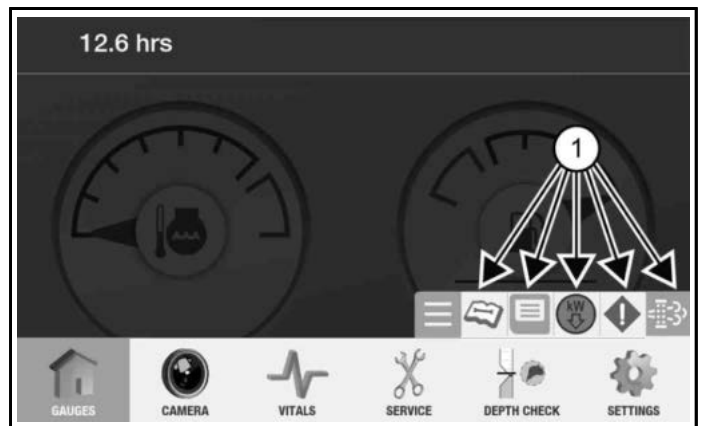 12.6 hrs
1
kW
GAUGES CAMERA VITALS SERVICE DEPTH CHECK SETTINGS